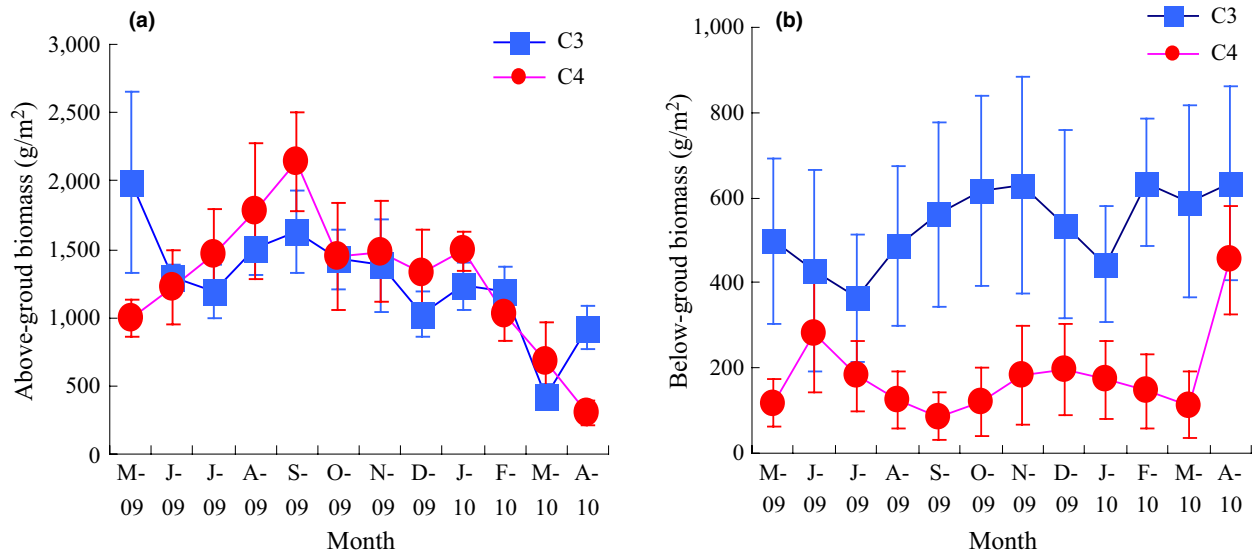 (a)
C3
C4
3,000
2,500
2,000
1,500
1,000
500
0
Above-groud biomass (g/m²)
M- J- J- A- S- O- N- D- J- F- M- A-
09 09 09 09 09 09 09 09 10 10 10 10
Month
(b)
C3
C4
1,000
800
600
400
200
0
Below-groud biomass (g/m²)
M- J- J- A- S- O- N- D- J- F- M- A-
09 09 09 09 09 09 09 09 10 10 10 10
Month